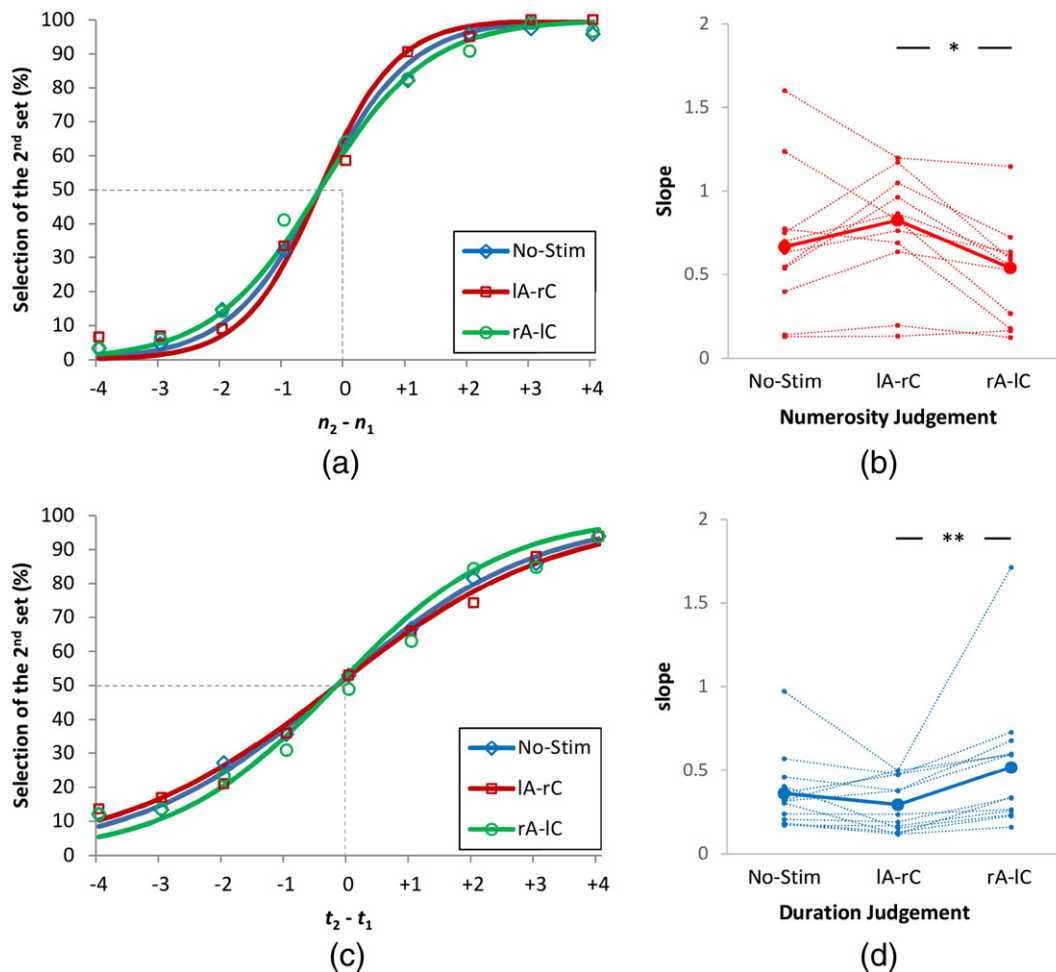 100
90
80
70
60
50
40
30
20
10
0
Selection of the 2nd set (%)
No-Stim
lA-rC
rA-lC
-4 -3 -2 -1 0 +1 +2 +3 +4
n2 - n1
(a)
2
1.5
1
0.5
0
Slope
*
No-Stim lA-rC rA-lC
Numerosity Judgement
(b)
100
90
80
70
60
50
40
30
20
10
0
Selection of the 2nd set (%)
No-Stim
lA-rC
rA-lC
-4 -3 -2 -1 0 +1 +2 +3 +4
t2 - t1
(c)
2
1.5
1
0.5
0
slope
**
No-Stim lA-rC rA-lC
Duration Judgement
(d)